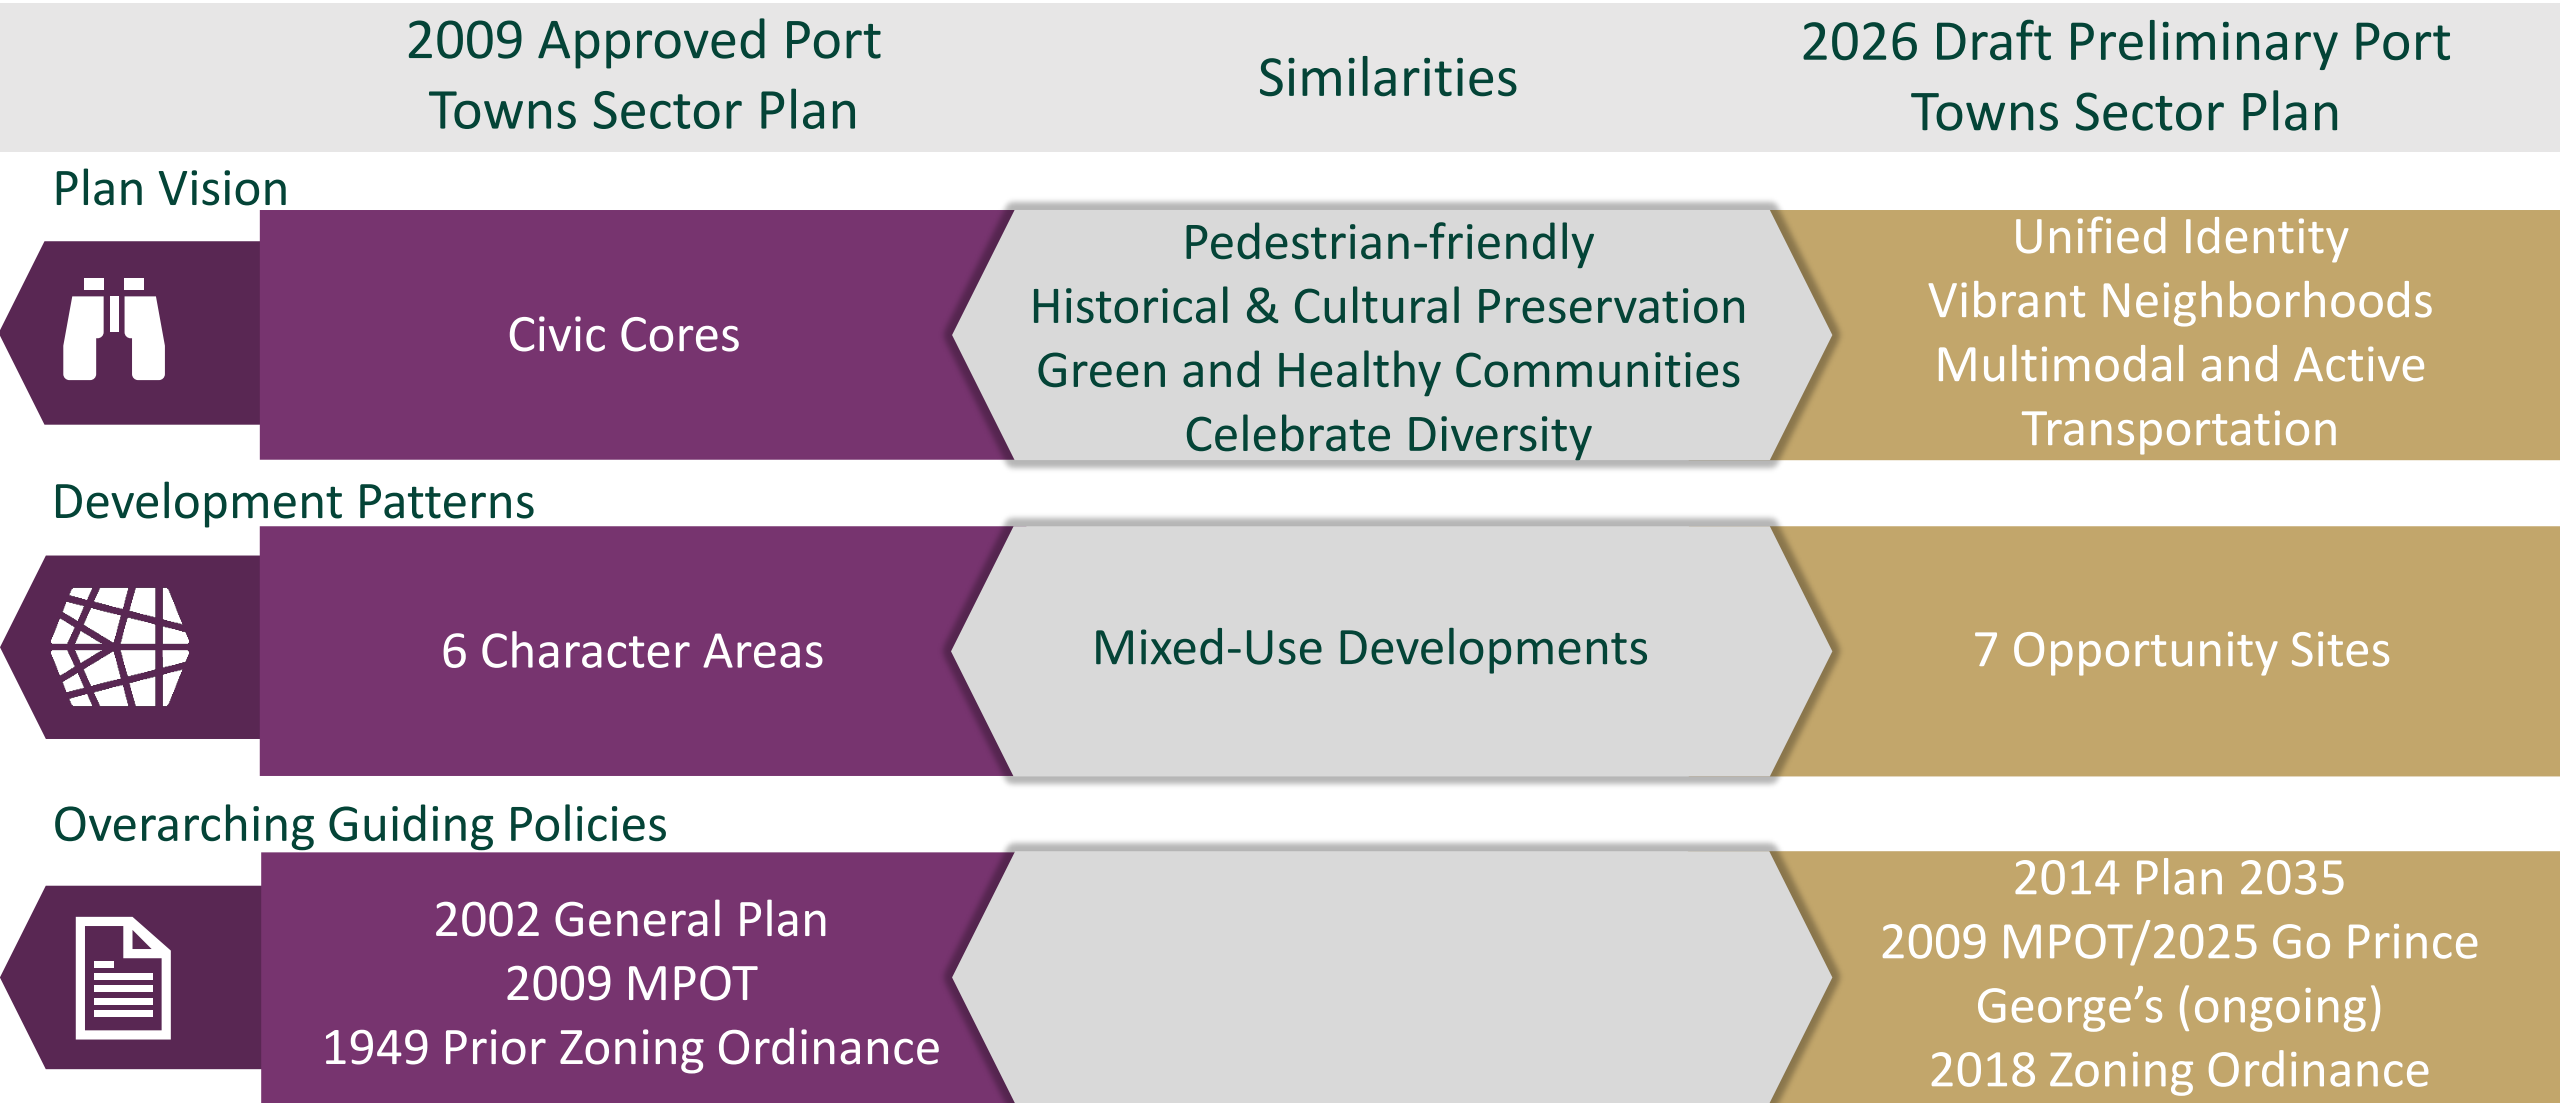 2009 Approved Port
Towns Sector Plan
Similarities
2026 Draft Preliminary Port
Towns Sector Plan
Plan Vision
Civic Cores
Pedestrian-friendly
Historical & Cultural Preservation
Green and Healthy Communities
Celebrate Diversity
Unified Identity
Vibrant Neighborhoods
Multimodal and Active
Transportation
Development Patterns
6 Character Areas
Mixed-Use Developments
7 Opportunity Sites
Overarching Guiding Policies
2002 General Plan
2009 MPOT
1949 Prior Zoning Ordinance
2014 Plan 2035
2009 MPOT/2025 Go Prince
George’s (ongoing)
2018 Zoning Ordinance